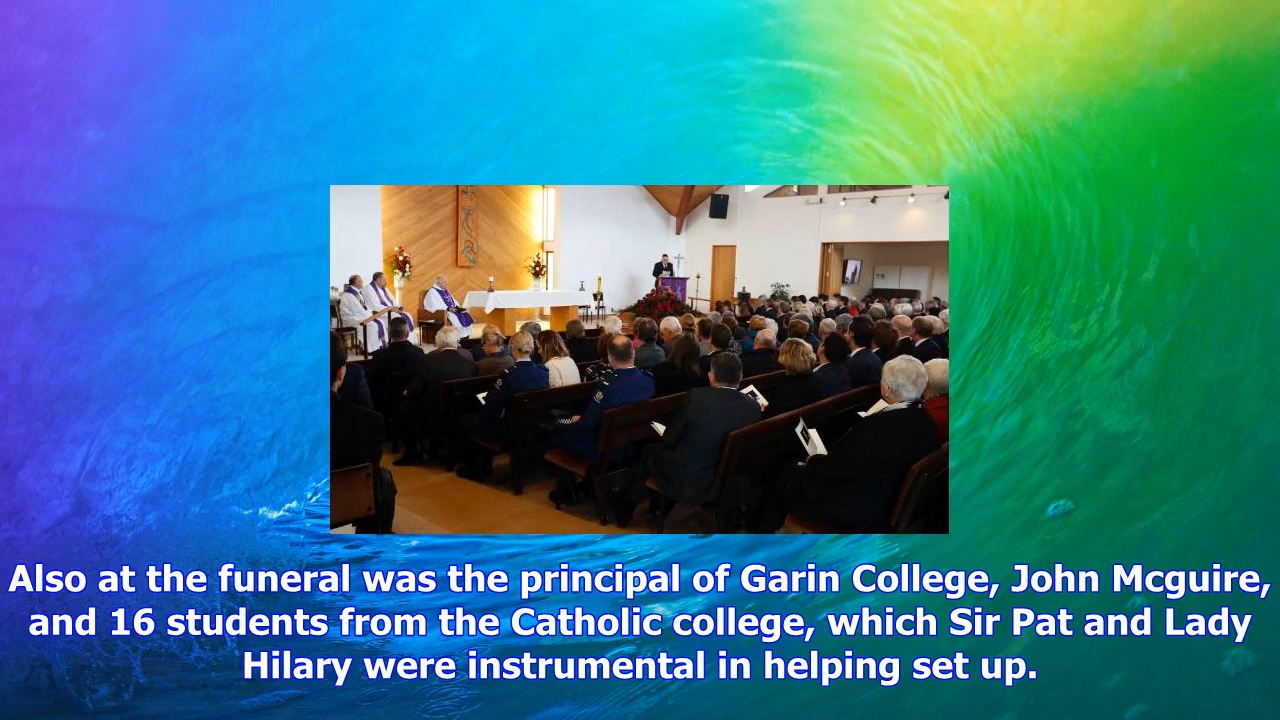 Also at the funeral was the principal of Garin College, John Mcguire,
and 16 students from the Catholic college, which Sir Pat and Lady
Hilary were instrumental in helping set up.